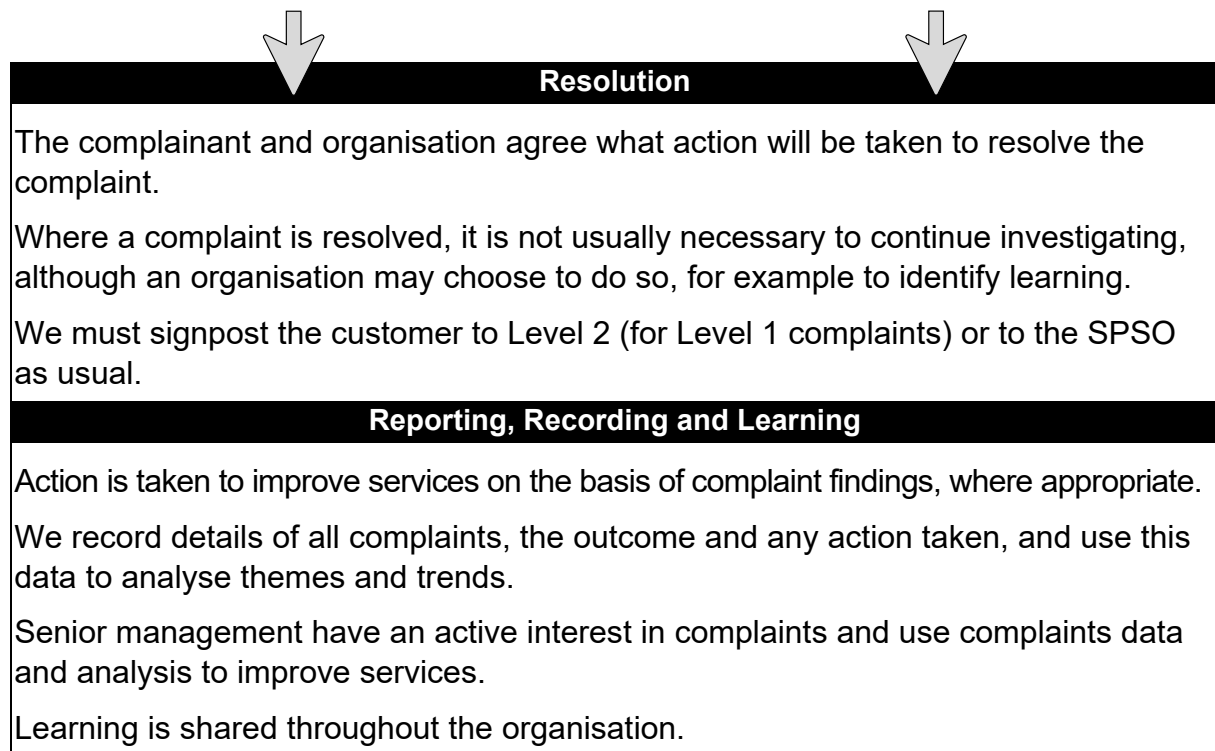 Resolution
The complainant and organisation agree what action will be taken to resolve the
complaint.
Where a complaint is resolved, it is not usually necessary to continue investigating,
although an organisation may choose to do so, for example to identify learning.
We must signpost the customer to Level 2 (for Level 1 complaints) or to the SPSO
as usual.
Reporting, Recording and Learning
Action is taken to improve services on the basis of complaint findings, where appropriate.
We record details of all complaints, the outcome and any action taken, and use this
data to analyse themes and trends.
Senior management have an active interest in complaints and use complaints data
and analysis to improve services.
Learning is shared throughout the organisation.